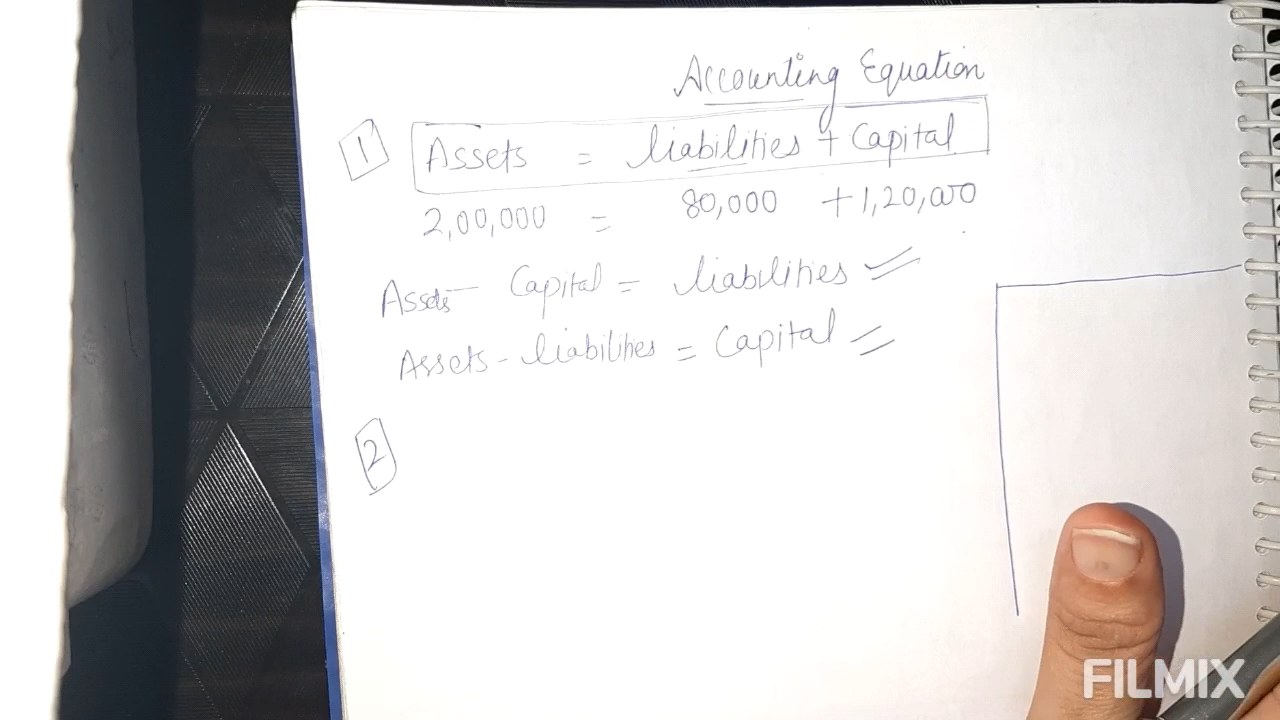 Accounting Equation
1 Assets = liabilities + Capital
2,00,000 = 80,000 + 1,20,000
Assets - Capital = liabilities
Assets - liabilities = Capital
2
FILMIX